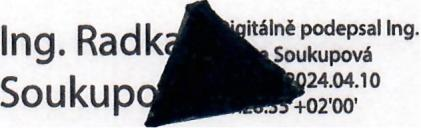 Ing. Radka
Soukupo
igitálně podepsal Ing.
Soukupová
2024.04.10
+02'00'